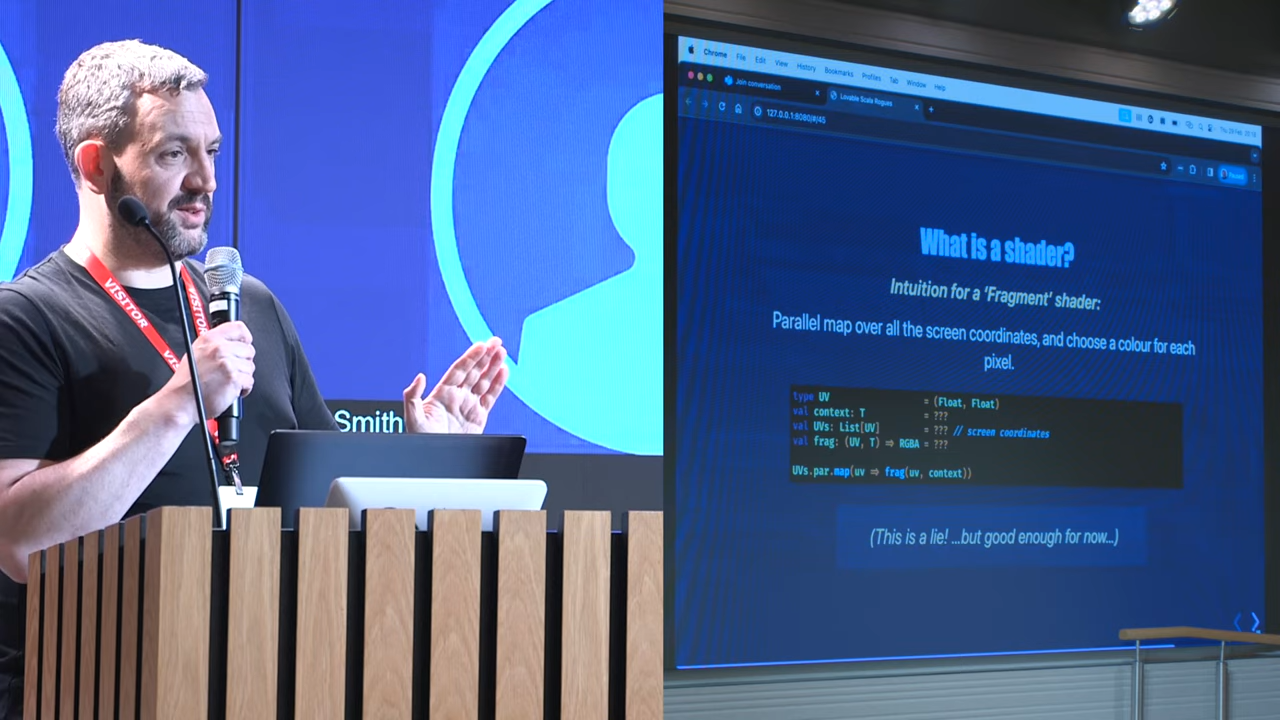 VISITOR
VISITOR
Smith
Chrome File Edit View History Bookmarks Profiles Tab Window Help
Join conversation
Lovable Scala Rogues
127.0.0.1:8080/#/45
What is a shader?
Intuition for a ‘Fragment’ shader:
Parallel map over all the screen coordinates, and choose a colour for each
pixel.
type UV = (Float, Float)
val context: T = ???
val UVs: List[UV] = ??? // screen coordinates
val frag: (UV, T) ⇒ RGBA = ???
UVs.par.map(uv ⇒ frag(uv, context))
(This is a lie! ...but good enough for now...)